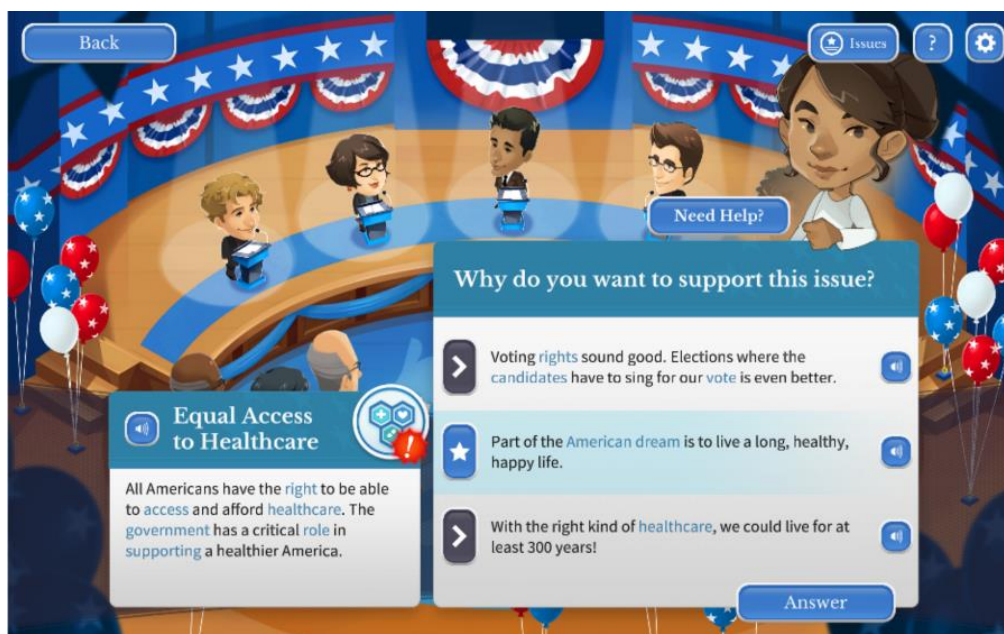 Back
Issues
?
Need Help?
Why do you want to support this issue?
Voting rights sound good. Elections where the
candidates have to sing for our vote is even better.
Part of the American dream is to live a long, healthy,
happy life.
With the right kind of healthcare, we could live for at
least 300 years!
Answer
Equal Access
to Healthcare
!
All Americans have the right to be able
to access and afford healthcare. The
government has a critical role in
supporting a healthier America.